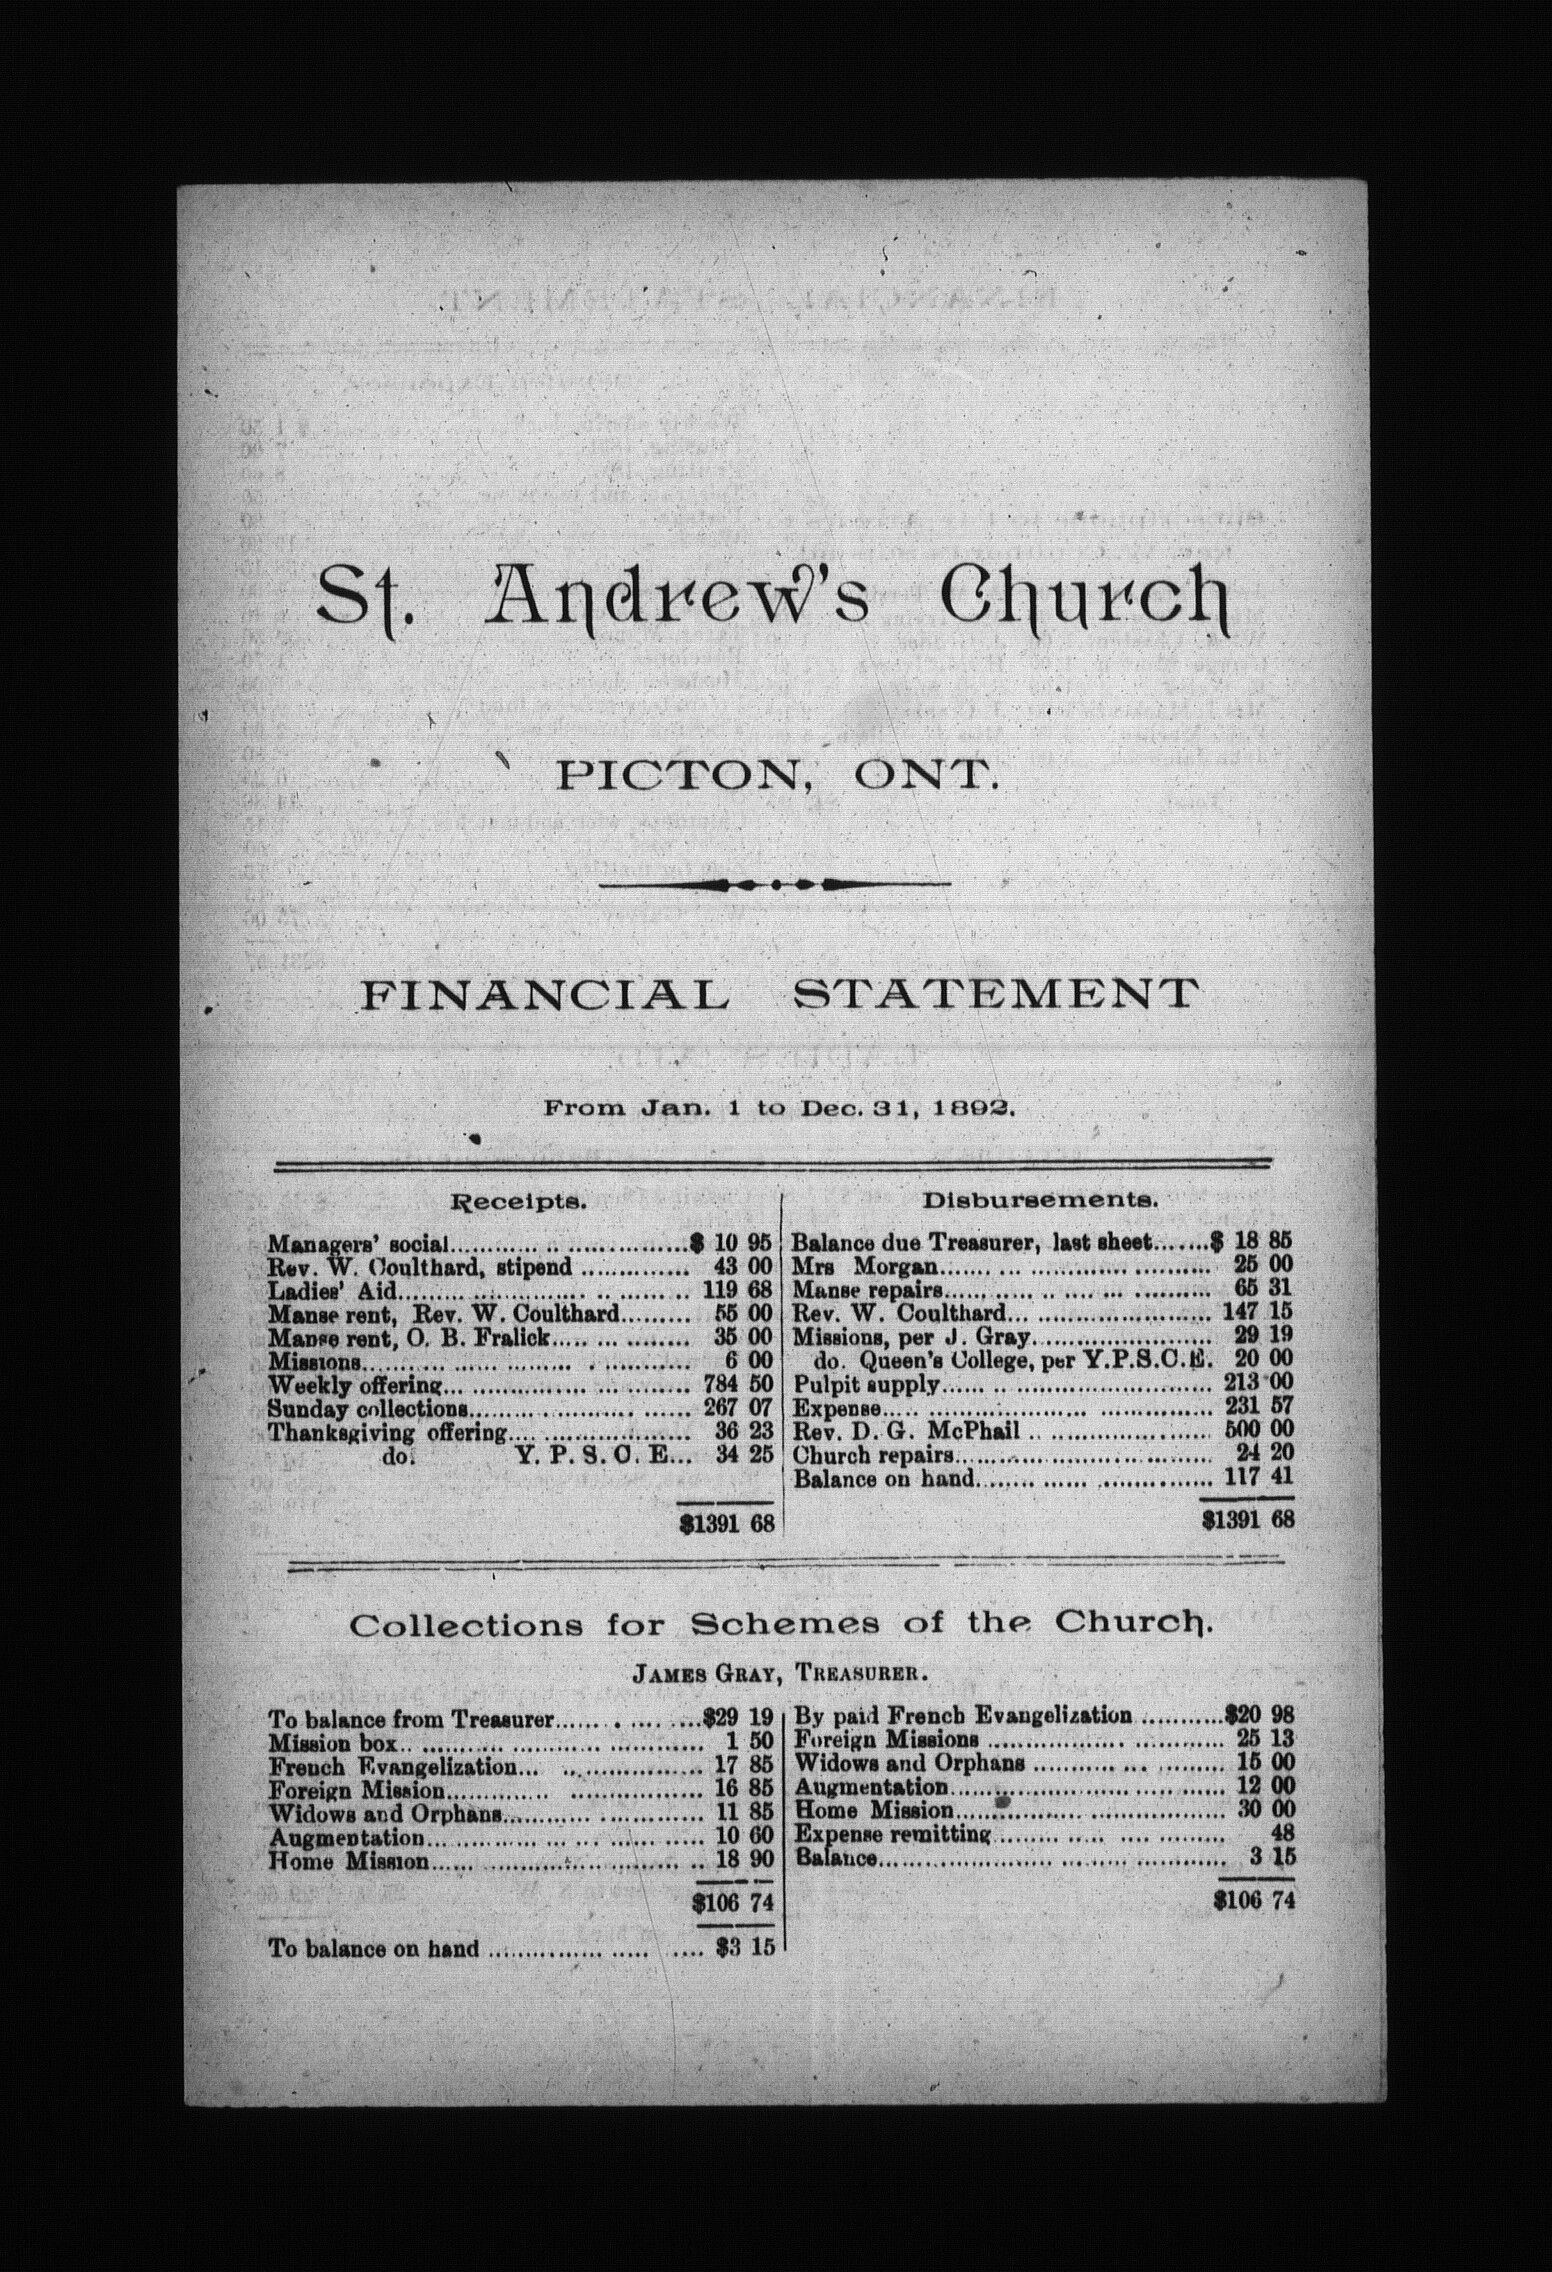 St. Andrew's Church
PICTON, ONT.
FINANCIAL STATEMENT
From Jan. 1 to Dec. 31, 1892.
Receipts.
Managers' social.......... $ 10 95
Rev. W. Coulthard, stipend .......... 43 00
Ladies' Aid.......... 119 68
Manse rent, Rev. W. Coulthard.......... 55 00
Manse rent, O. B. Fralick.......... 35 00
Missions.......... 6 00
Weekly offering.......... 784 50
Sunday collections.......... 267 07
Thanksgiving offering.......... 36 23
do. Y. P. S. C. E... 34 25
$1391 68
Disbursements.
Balance due Treasurer, last sheet.......$ 18 85
Mrs Morgan.......... 25 00
Manse repairs.......... 65 31
Rev. W. Coulthard.......... 147 15
Missions, per J. Gray.......... 29 19
do. Queen's College, per Y.P.S.C.E. 20 00
Pulpit supply.......... 213 00
Expense.......... 231 57
Rev. D. G. McPhail .......... 500 00
Church repairs.......... 24 20
Balance on hand.......... 117 41
$1391 68
Collections for Schemes of the Church.
JAMES GRAY, TREASURER.
To balance from Treasurer..........$29 19
Mission box.......... 1 50
French Evangelization.......... 17 85
Foreign Mission.......... 16 85
Widows and Orphans.......... 11 85
Augmentation.......... 10 60
Home Mission.......... 18 90
$106 74
To balance on hand .......... $3 15
By paid French Evangelization ..........$20 98
Foreign Missions .......... 25 13
Widows and Orphans .......... 15 00
Augmentation.......... 12 00
Home Mission.......... 30 00
Expense remitting .......... 48
Balance.......... 3 15
$106 74